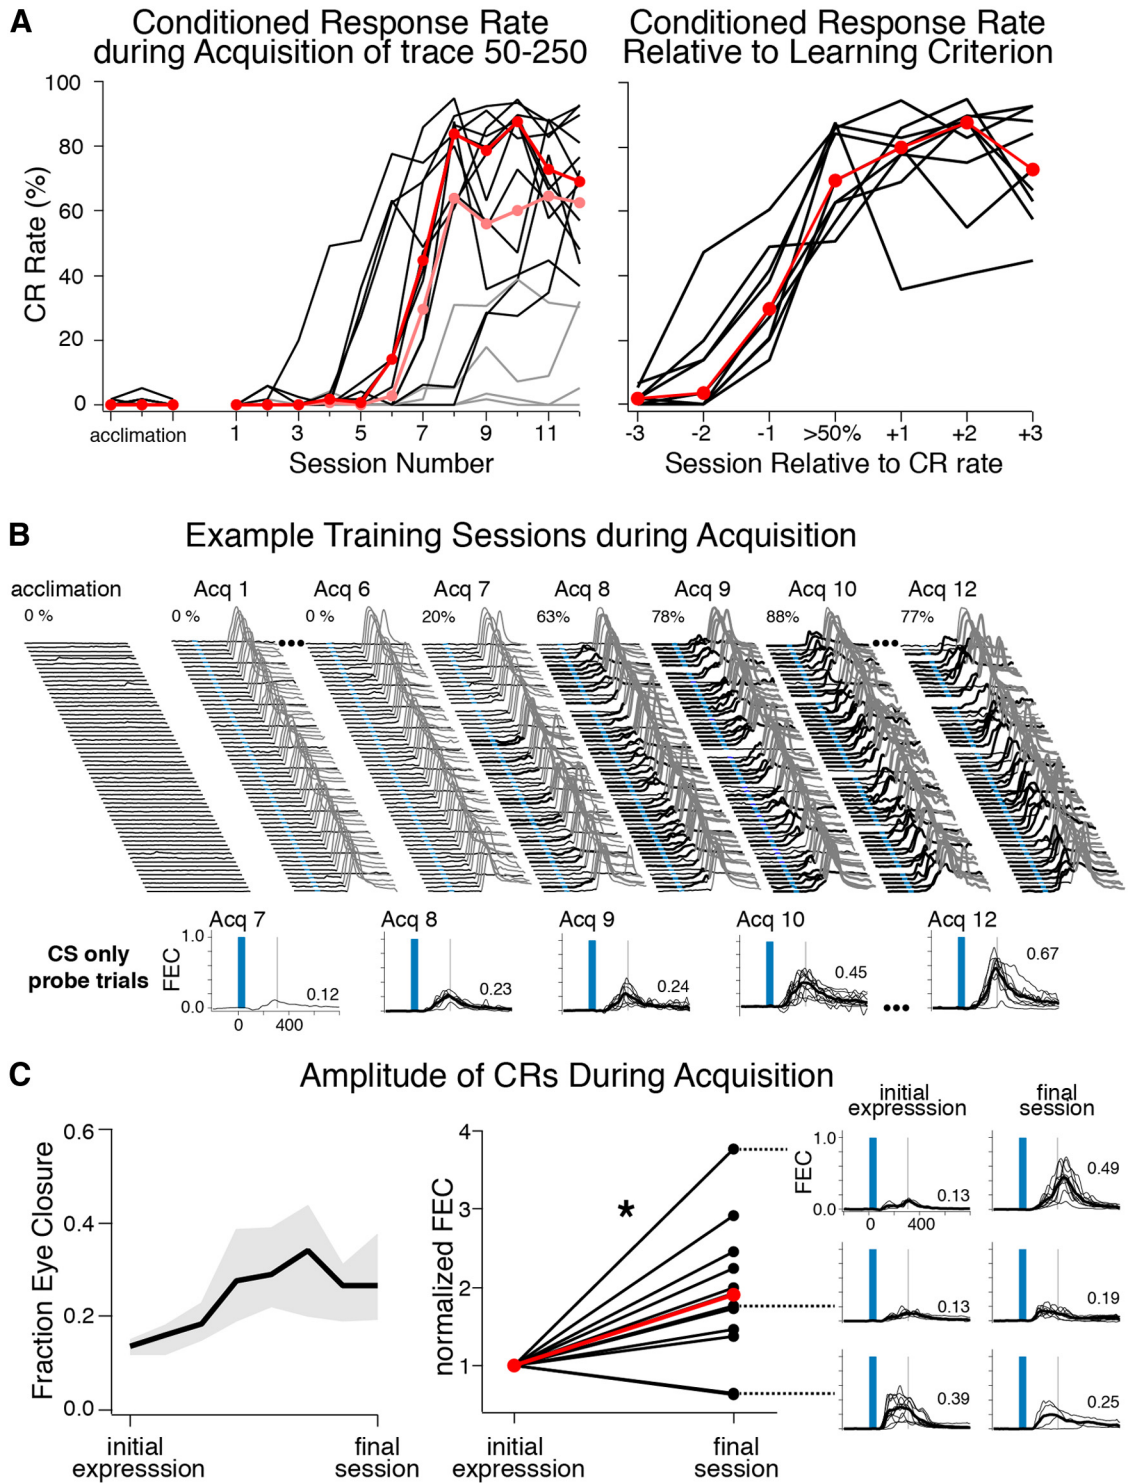 A
Conditioned Response Rate
during Acquisition of trace 50-250
Conditioned Response Rate
Relative to Learning Criterion
CR Rate (%)
100
80
60
40
20
0
acclimation
1
3
5
7
9
11
Session Number
-3
-2
-1
>50%
+1
+2
+3
Session Relative to CR rate
B
Example Training Sessions during Acquisition
acclimation
Acq 1
Acq 6
Acq 7
Acq 8
Acq 9
Acq 10
Acq 12
0 %
0 %
0 %
20%
63%
78%
88%
77%
•••
•••
CS only
probe trials
Acq 7
Acq 8
Acq 9
Acq 10
Acq 12
FEC
1.0
0.0
0
400
0.12
0.23
0.24
0.45
•••
0.67
C
Amplitude of CRs During Acquisition
Fraction Eye Closure
0.6
0.4
0.2
0.0
initial
expresssion
final
session
normalized FEC
4
3
2
1
*
initial
expresssion
final
session
initial
expresssion
final
session
FEC
1.0
0.0
0
400
0.13
0.49
0.13
0.19
0.39
0.25